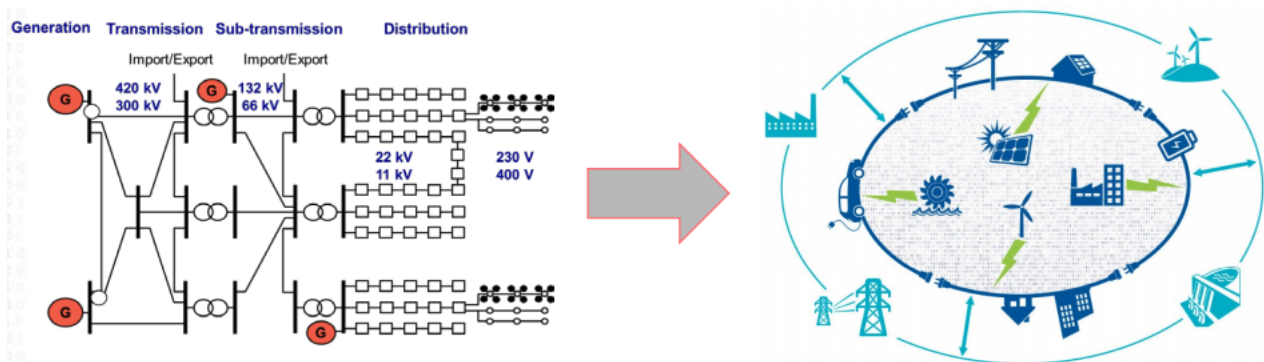 Generation Transmission Sub-transmission Distribution
Import/Export Import/Export
420 kV
300 kV
G
132 kV
66 kV
G
22 kV
11 kV
230 V
400 V
G
G